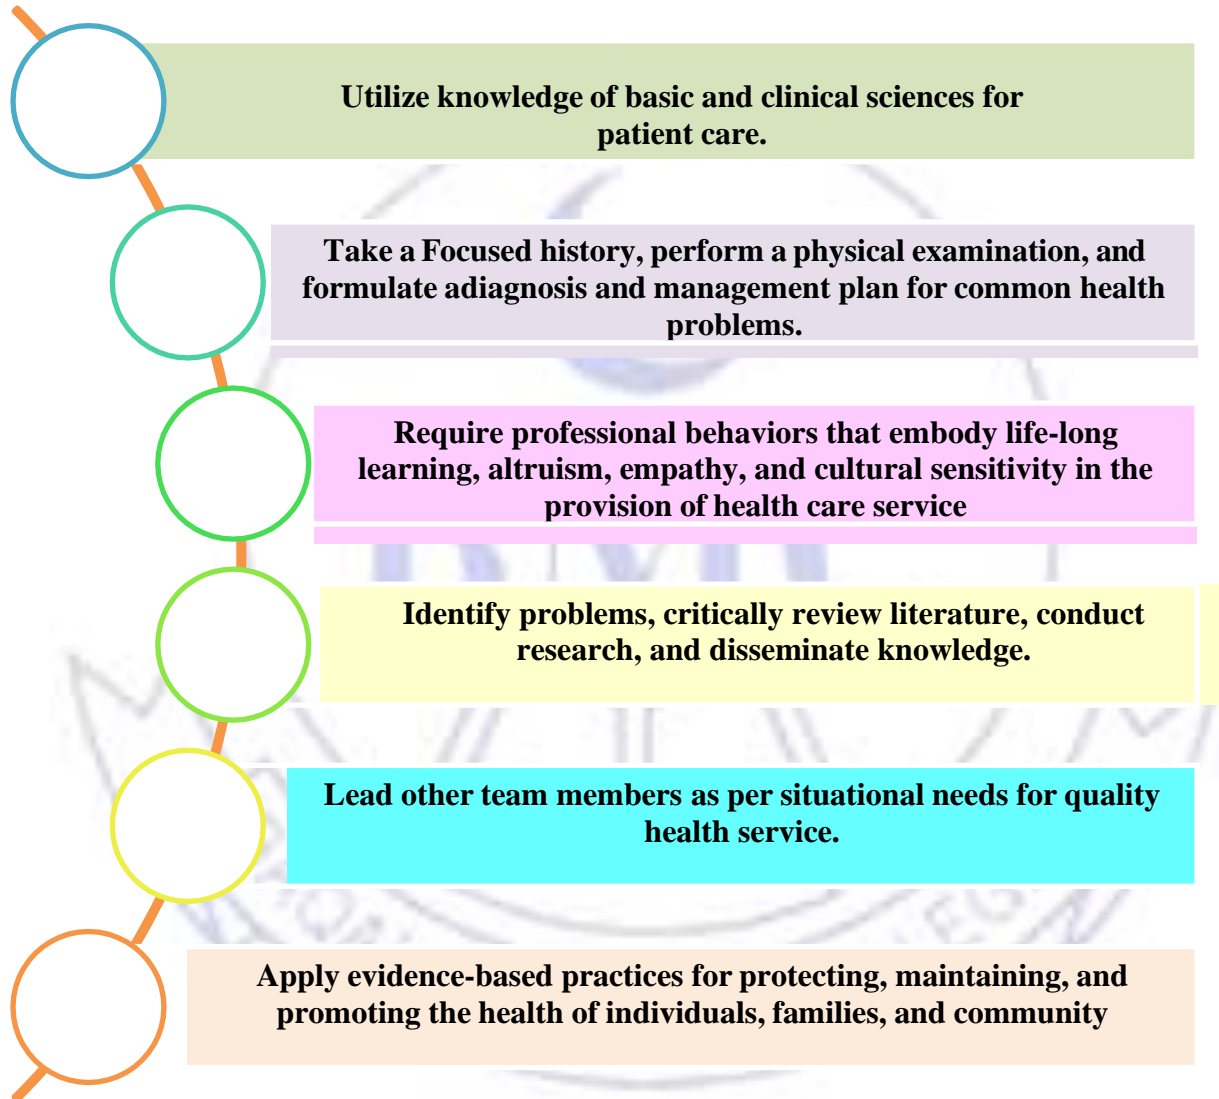 Utilize knowledge of basic and clinical sciences for
patient care.
Take a Focused history, perform a physical examination, and
formulate adiagnosis and management plan for common health
problems.
Require professional behaviors that embody life-long
learning, altruism, empathy, and cultural sensitivity in the
provision of health care service
Identify problems, critically review literature, conduct
research, and disseminate knowledge.
Lead other team members as per situational needs for quality
health service.
Apply evidence-based practices for protecting, maintaining, and
promoting the health of individuals, families, and community